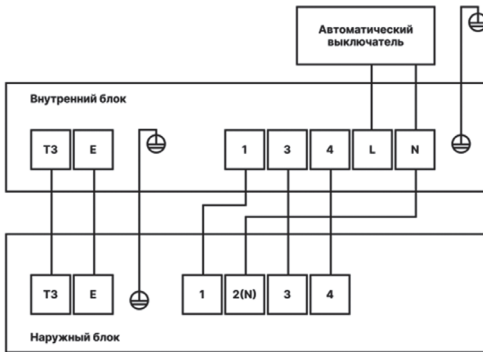 Автоматический
выключатель
Внутренний блок
T3 E 1 3 4 L N
T3 E 1 2(N) 3 4
Наружный блок